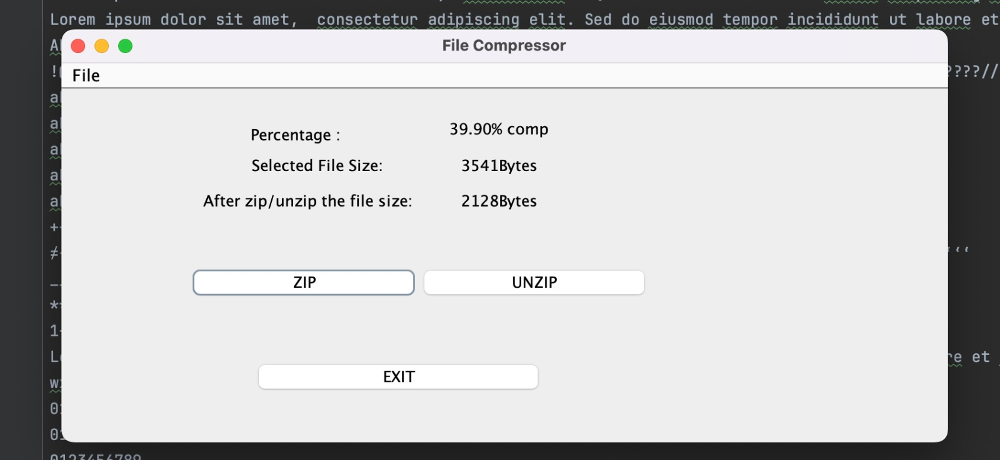 Lorem ipsum dolor sit amet,  consectetur adipiscing elit. Sed do eiusmod tempor incididunt ut labore et
File Compressor
????//
File
Percentage :
39.90% comp
Selected File Size:
3541Bytes
After zip/unzip the file size:
2128Bytes
ZIP
UNZIP
et
EXIT
0123456789